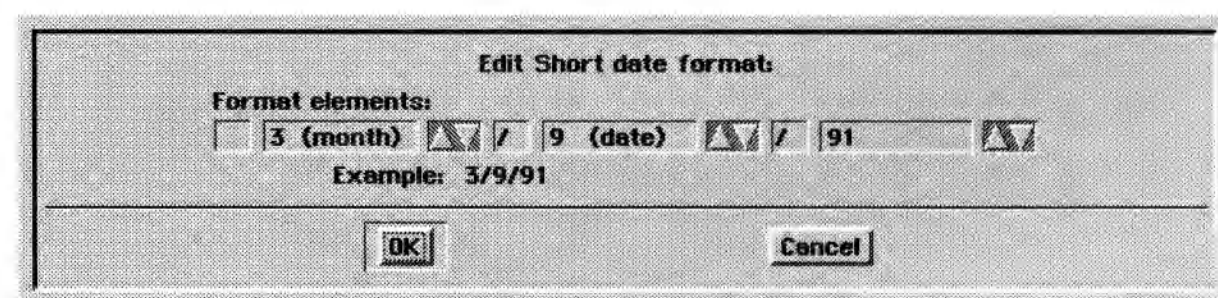 Edit Short date format:
Format elements:
3 (month) / 9 (date) / 91
Example: 3/9/91
OK Cancel